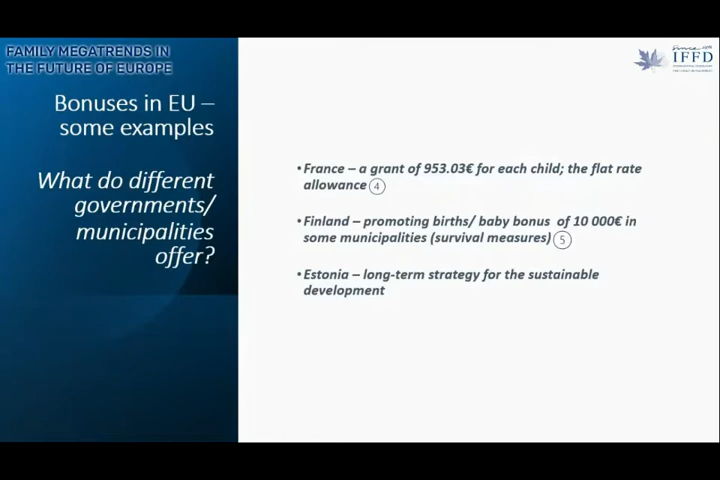 FAMILY MEGATRENDS IN
THE FUTURE OF EUROPE
Bonuses in EU –
some examples
What do different
governments/
municipalities
offer?
IFFD
• France – a grant of 953.03€ for each child; the flat rate
allowance 4
• Finland – promoting births/ baby bonus of 10 000€ in
some municipalities (survival measures) 5
• Estonia – long-term strategy for the sustainable
development